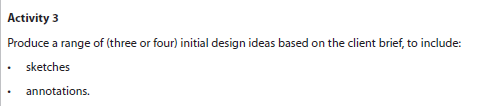 Activity 3
Produce a range of (three or four) initial design ideas based on the client brief, to include:
• sketches
• annotations.